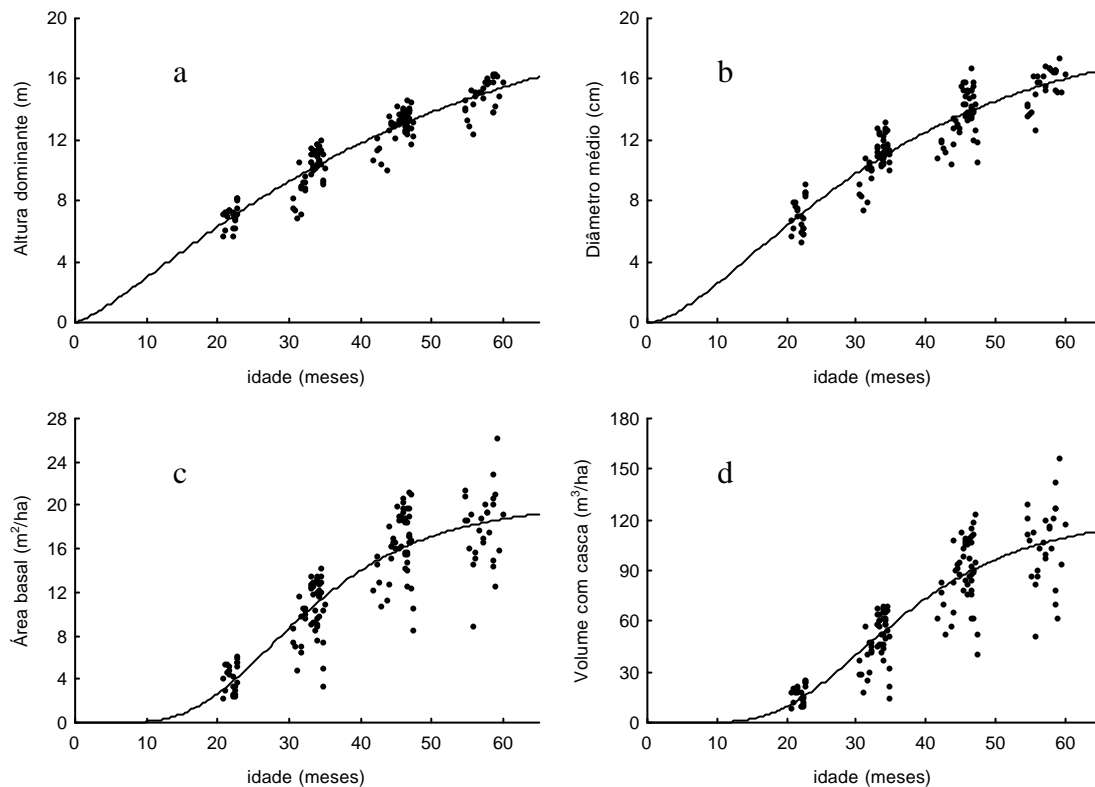 20
16
12
8
4
0
Altura dominante (m)
a
0 10 20 30 40 50 60
idade (meses)
20
16
12
8
4
0
Diâmetro médio (cm)
b
0 10 20 30 40 50 60
idade (meses)
28
24
20
16
12
8
4
0
Área basal (m²/ha)
c
0 10 20 30 40 50 60
idade (meses)
180
150
120
90
60
30
0
Volume com casca (m³/ha)
d
0 10 20 30 40 50 60
idade (meses)